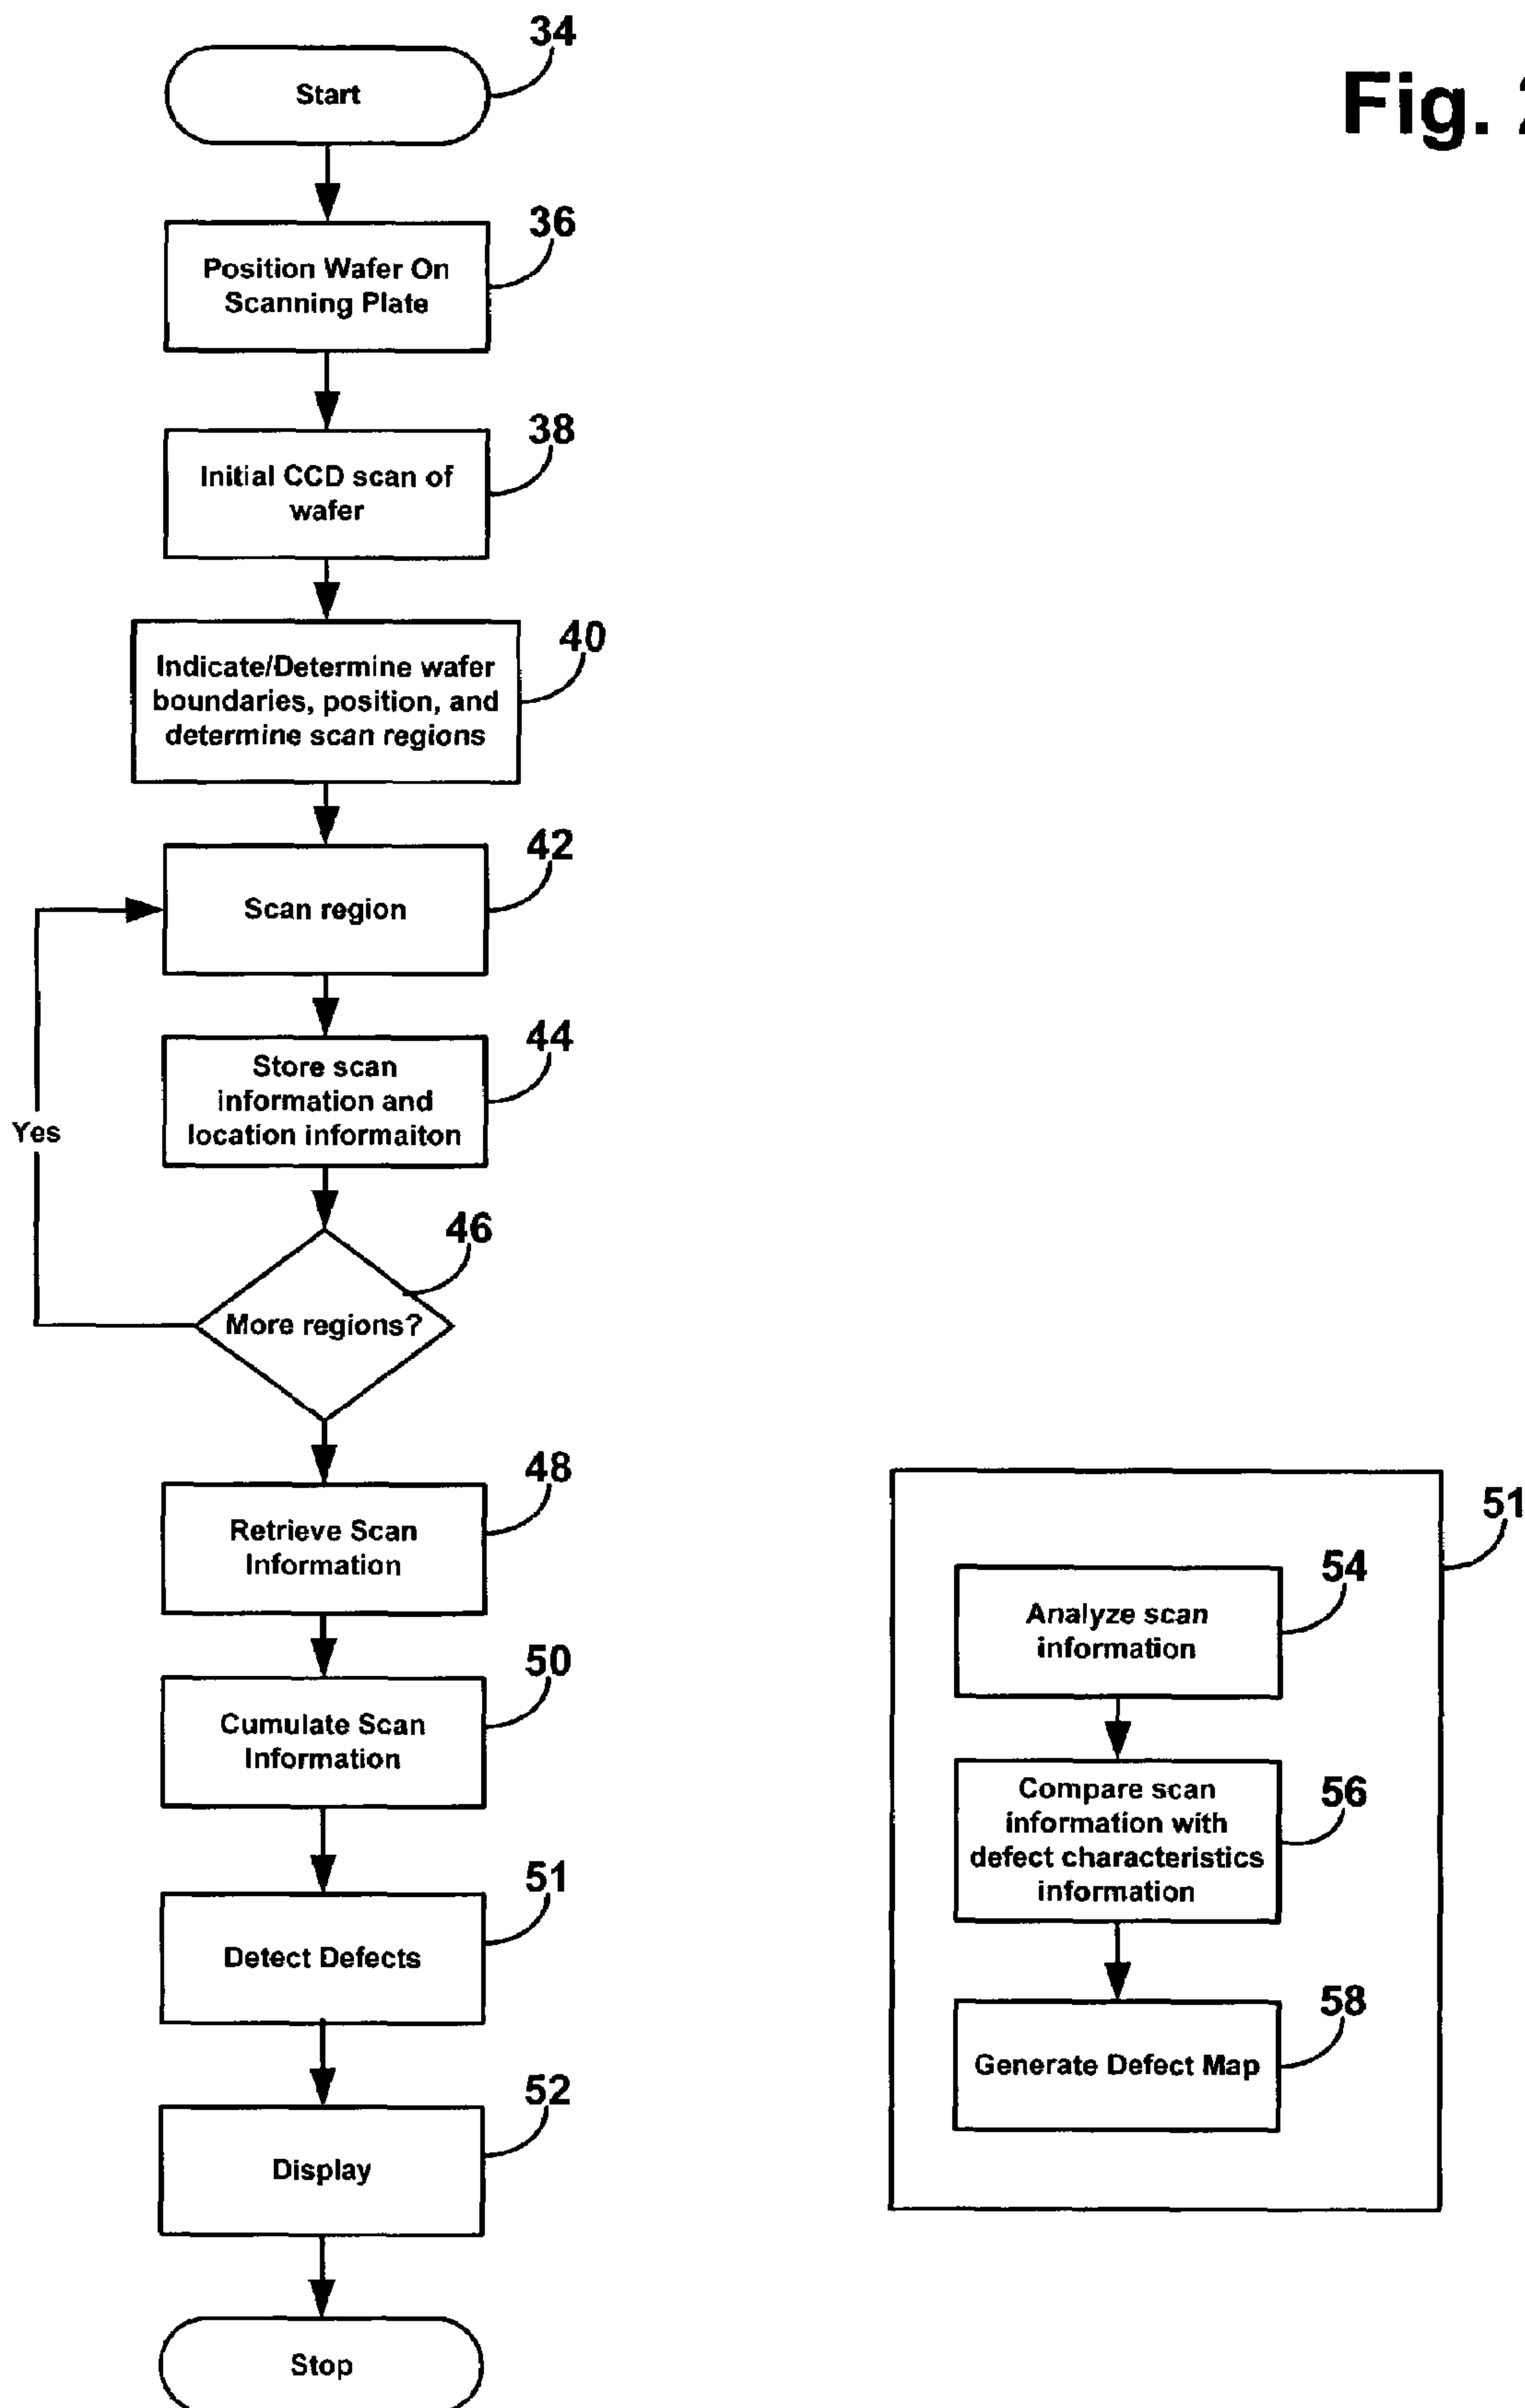 34
Start
Fig. 2
36
Position Wafer On
Scanning Plate
38
Initial CCD scan of
wafer
40
Indicate/Determine wafer
boundaries, position, and
determine scan regions
42
Scan region
44
Store scan
information and
location informaiton
Yes
46
More regions?
48
Retrieve Scan
Information
50
Cumulate Scan
Information
51
Detect Defects
52
Display
Stop
51
54
Analyze scan
information
56
Compare scan
information with
defect characteristics
information
58
Generate Defect Map